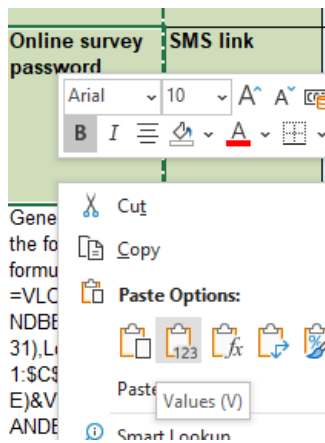 Online survey SMS link
password
Arial 10 A A
B I A
Cut
Gene
the fo Copy
formu
=VLC Paste Options:
NDBE
31),L 123 fx
1:$C$
E)&V Paste Values (V)
ANDE Smart Lookup